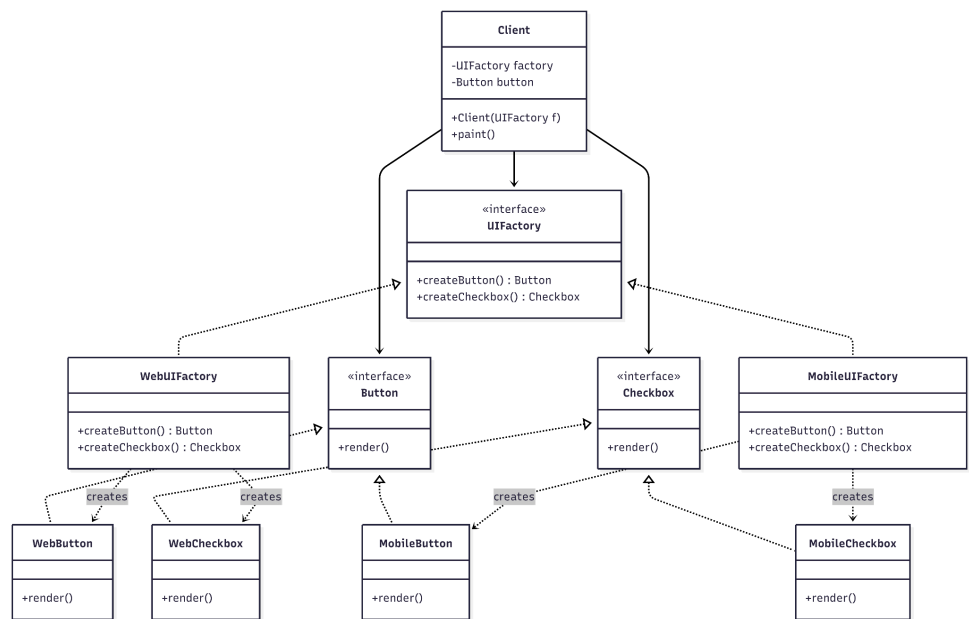 Client
-UIFactory factory
-Button button
+Client(UIFactory f)
+paint()
«interface»
UIFactory
+createButton() : Button
+createCheckbox() : Checkbox
WebUIFactory
+createButton() : Button
+createCheckbox() : Checkbox
«interface»
Button
+render()
«interface»
Checkbox
+render()
MobileUIFactory
+createButton() : Button
+createCheckbox() : Checkbox
creates
creates
creates
creates
WebButton
+render()
WebCheckbox
+render()
MobileButton
+render()
MobileCheckbox
+render()